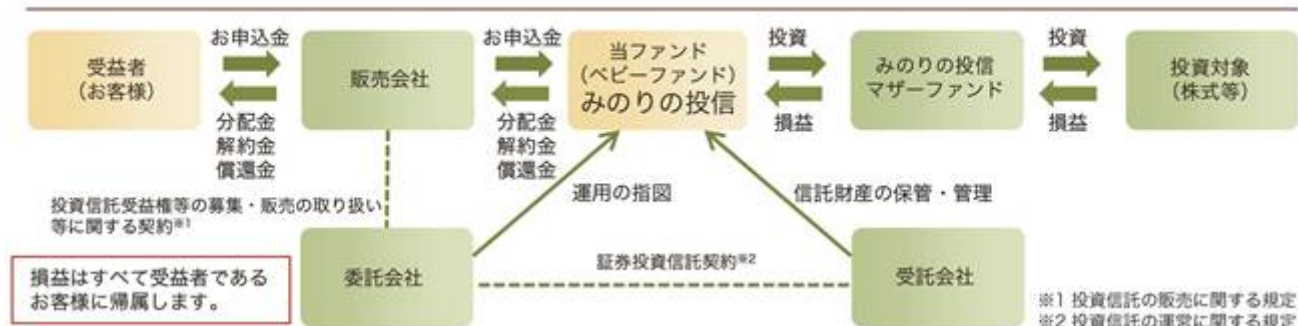 受益者
（お客様）
お申込金
分配金
解約金
償還金
販売会社
お申込金
分配金
解約金
償還金
当ファンド
（ベビーファンド）
みのりの投信
投資
損益
みのりの投信
マザーファンド
投資
損益
投資対象
（株式等）
投資信託受益権等の募集・販売の取り扱い
等に関する契約※1
運用の指図
信託財産の保管・管理
損益はすべて受益者である
お客様に帰属します。
委託会社
証券投資信託契約※2
受託会社
※1 投資信託の販売に関する規定
※2 投資信託の運営に関する規定